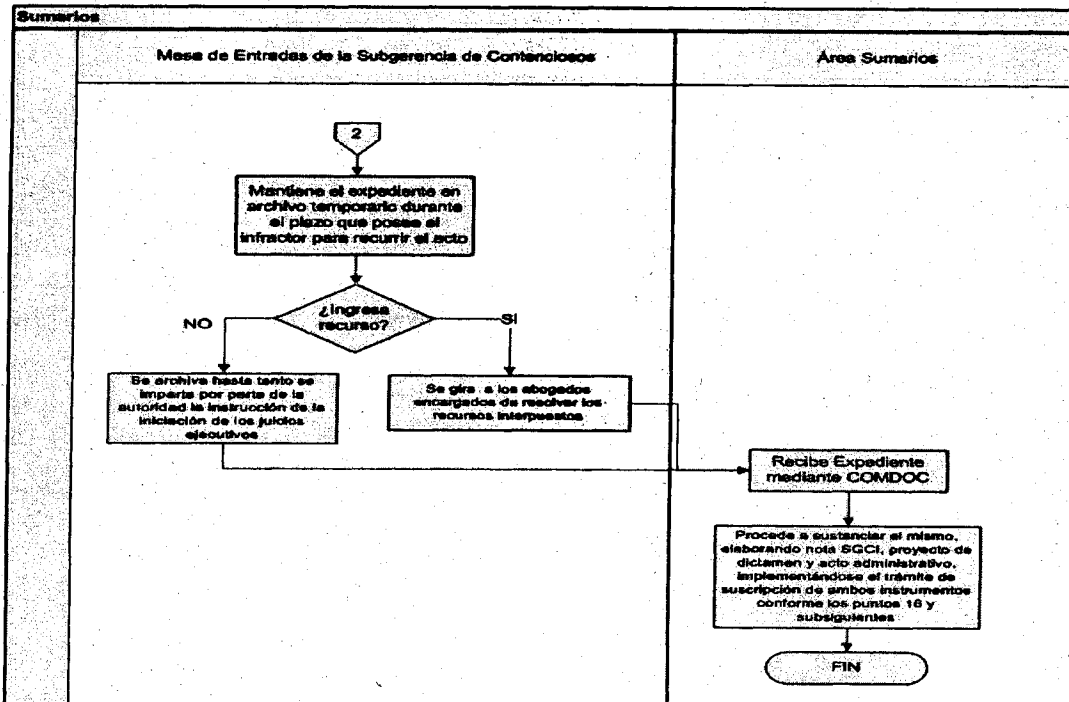 Sumarios
Mesa de Entradas de la Subgerencia de Contenciosos
Área Sumarios
2
Mantiene el expediente en
archivo temporario durante
el plazo que posee el
infractor para recurrir el acto
¿Ingresa
recurso?
NO
SI
Se archiva hasta tanto se
imparta por parte de la
autoridad la instrucción de la
iniciación de los juicios
ejecutivos
Se gira a los abogados
encargados de resolver los
recursos interpuestos
Recibe Expediente
mediante COMDOC
Procede a sustanciar el mismo,
elaborando nota SGCI, proyecto de
dictamen y acto administrativo,
implementándose el trámite de
suscripción de ambos instrumentos
conforme los puntos 16 y
subsiguientes
FIN